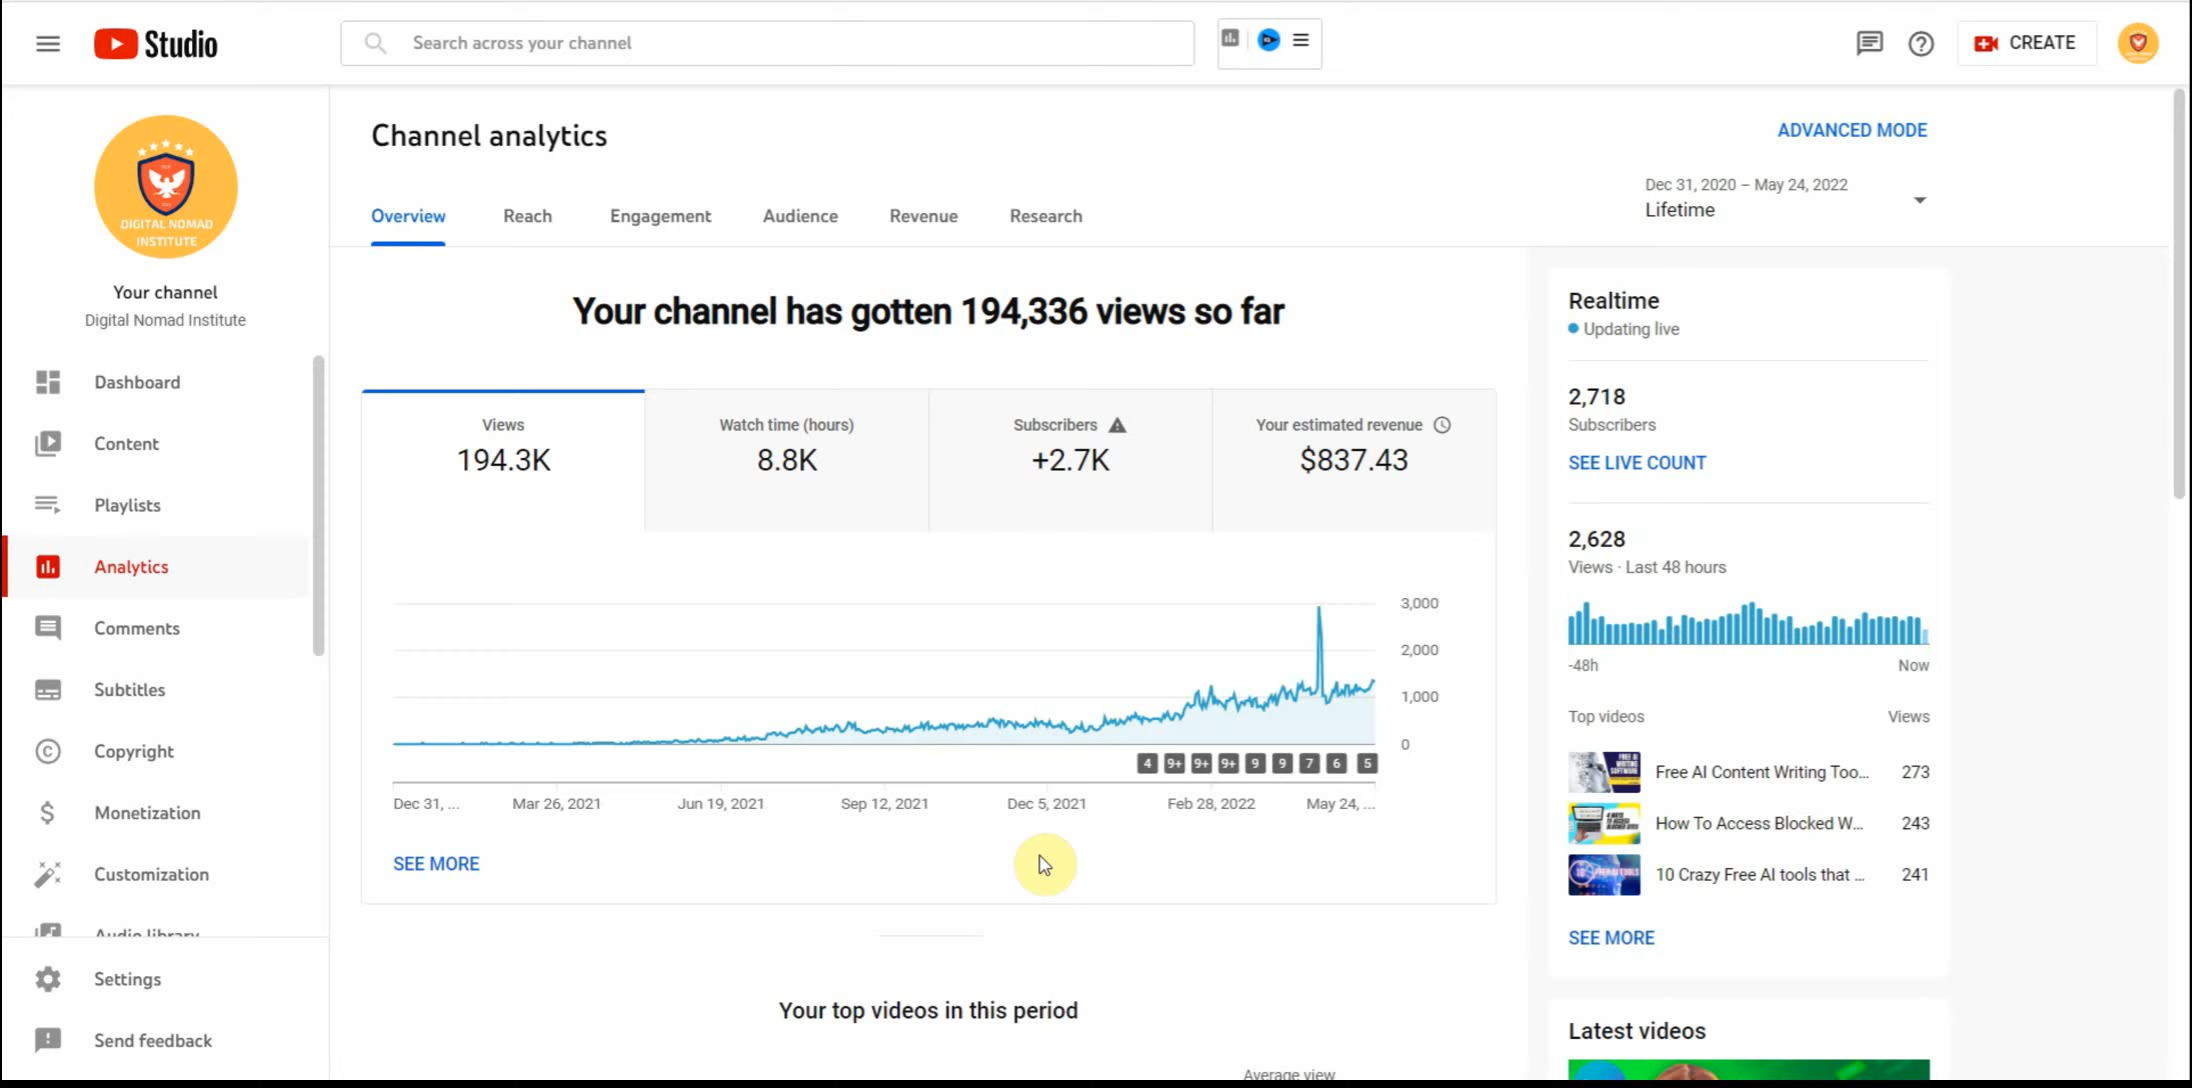 Studio
Search across your channel
CREATE
DIGITAL NOMAD
INSTITUTE
Your channel
Digital Nomad Institute
Dashboard
Content
Playlists
Analytics
Comments
Subtitles
Copyright
Monetization
Customization
Audio library
Settings
Send feedback
Channel analytics
ADVANCED MODE
Dec 31, 2020 – May 24, 2022
Lifetime
Overview
Reach
Engagement
Audience
Revenue
Research
Your channel has gotten 194,336 views so far
Views
194.3K
Watch time (hours)
8.8K
Subscribers
+2.7K
Your estimated revenue
$837.43
3,000
2,000
1,000
0
4 9+ 9+ 9+ 9 9 7 6 5
Dec 31, ...
Mar 26, 2021
Jun 19, 2021
Sep 12, 2021
Dec 5, 2021
Feb 28, 2022
May 24, ...
SEE MORE
Your top videos in this period
Average view
Realtime
Updating live
2,718
Subscribers
SEE LIVE COUNT
2,628
Views · Last 48 hours
-48h
Now
Top videos
Views
FREE AI
WRITING
SOFTWARE
Free AI Content Writing Too...
273
How To Access Blocked W...
243
10 Crazy Free AI tools that ...
241
SEE MORE
Latest videos